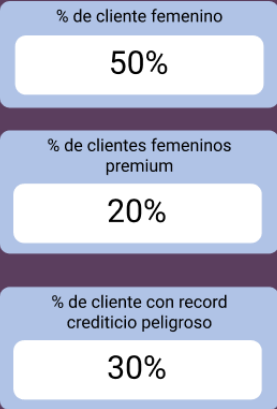 % de cliente femenino
50%
% de clientes femeninos
premium
20%
% de cliente con record
crediticio peligroso
30%